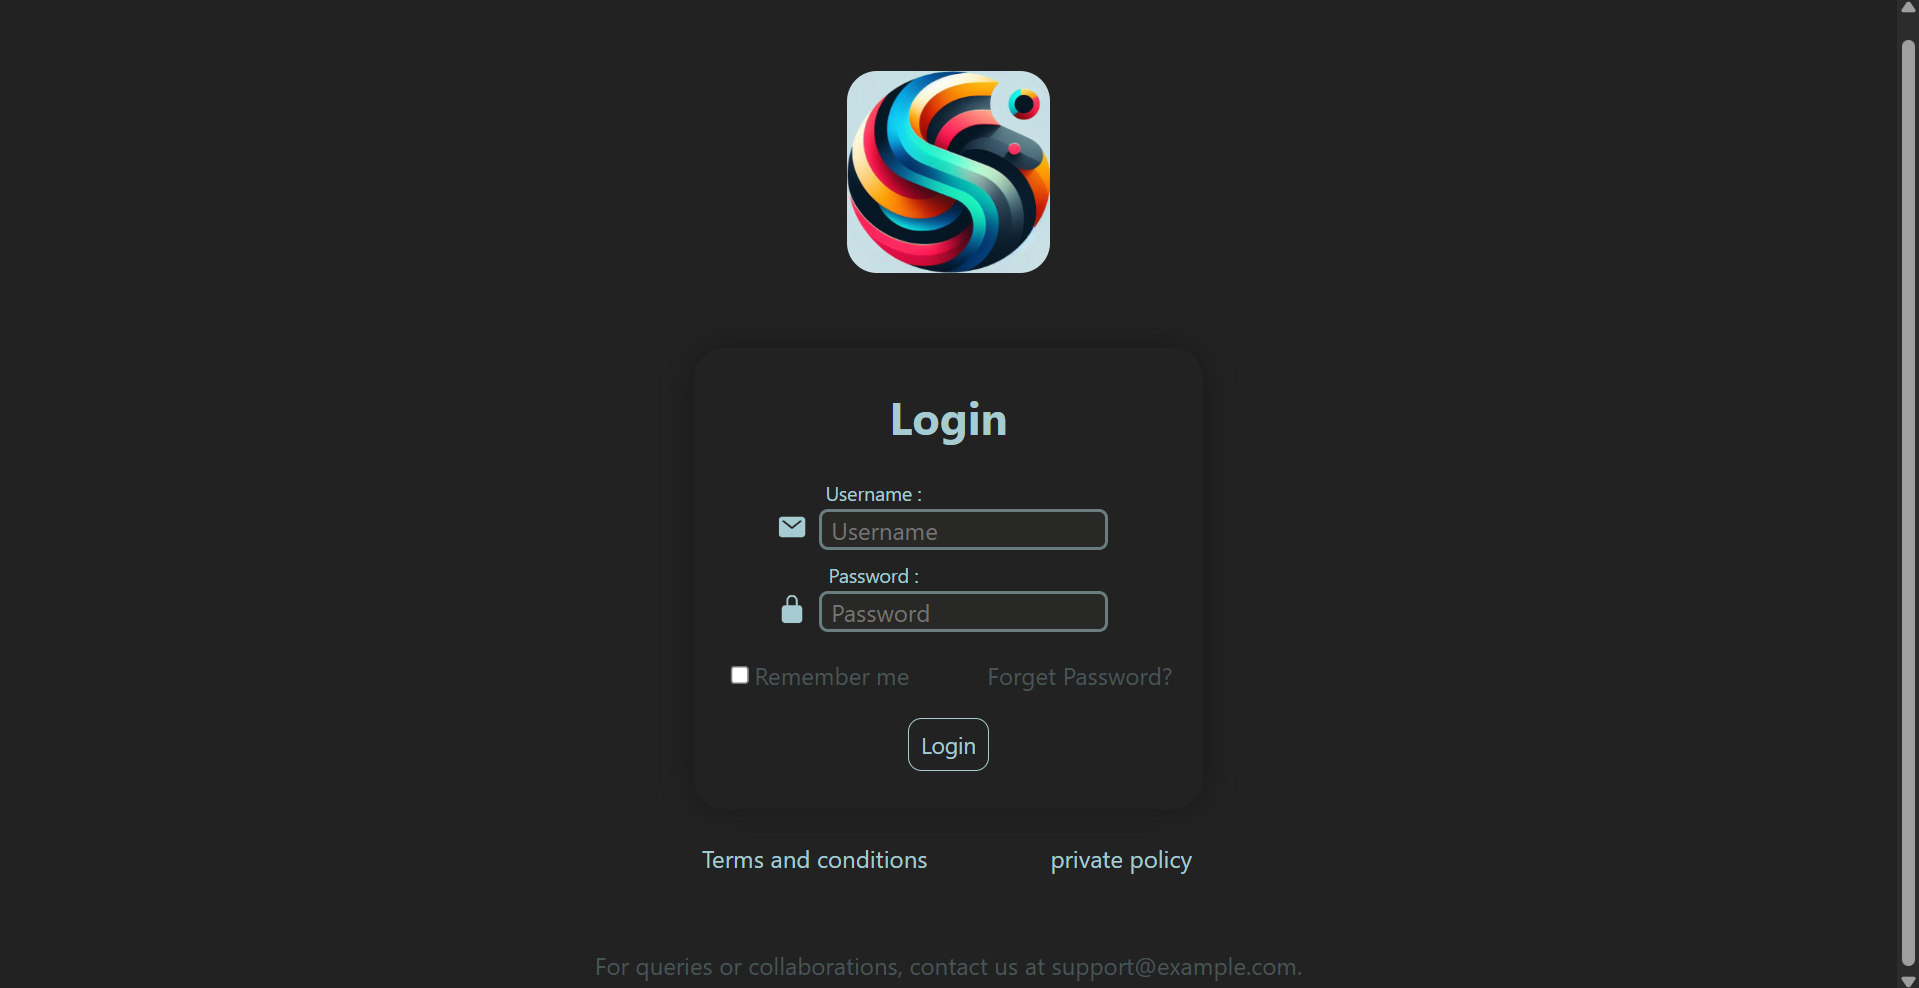 Login
Username :
Username
Password :
Password
Remember me Forget Password?
Login
Terms and conditions private policy
For queries or collaborations, contact us at support@example.com.